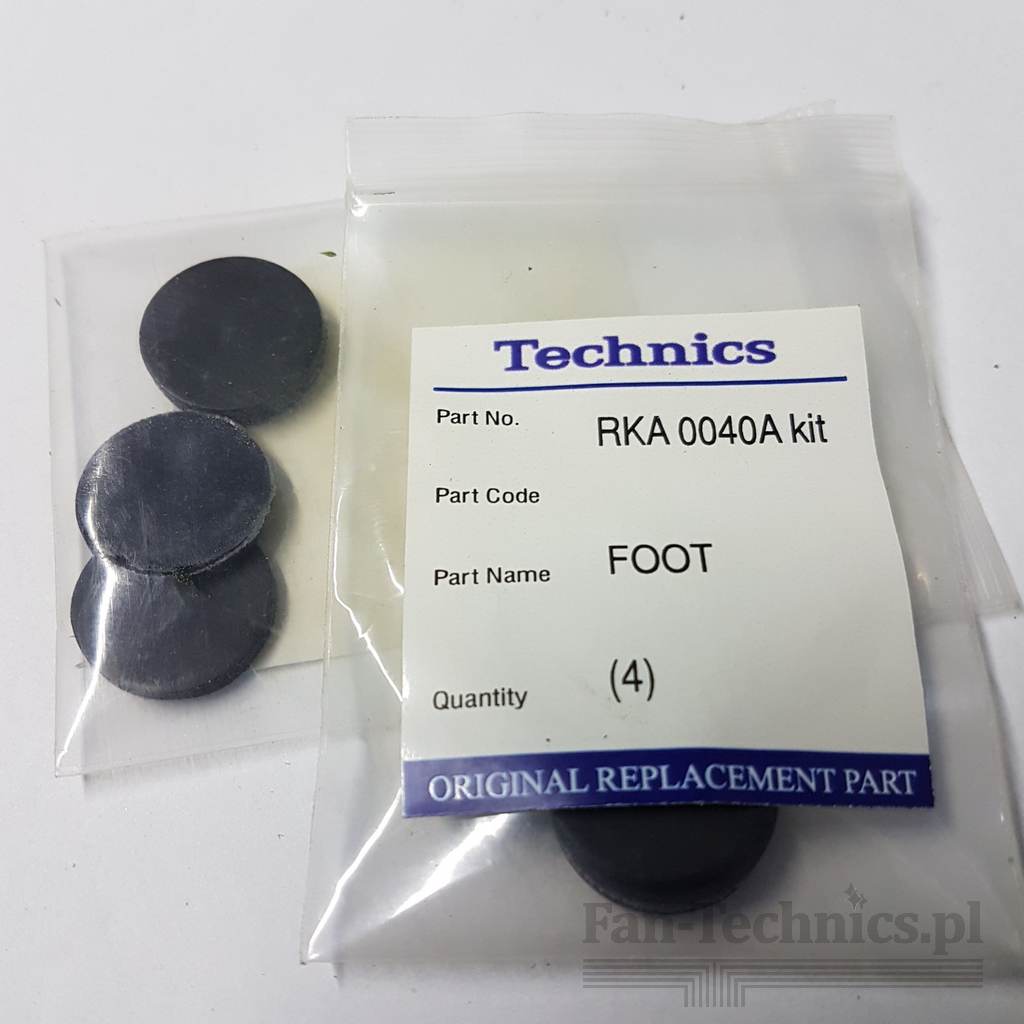 Technics
Part No. RKA 0040A kit
Part Code
Part Name FOOT
Quantity (4)
ORIGINAL REPLACEMENT PART
Fan-Technics.pl